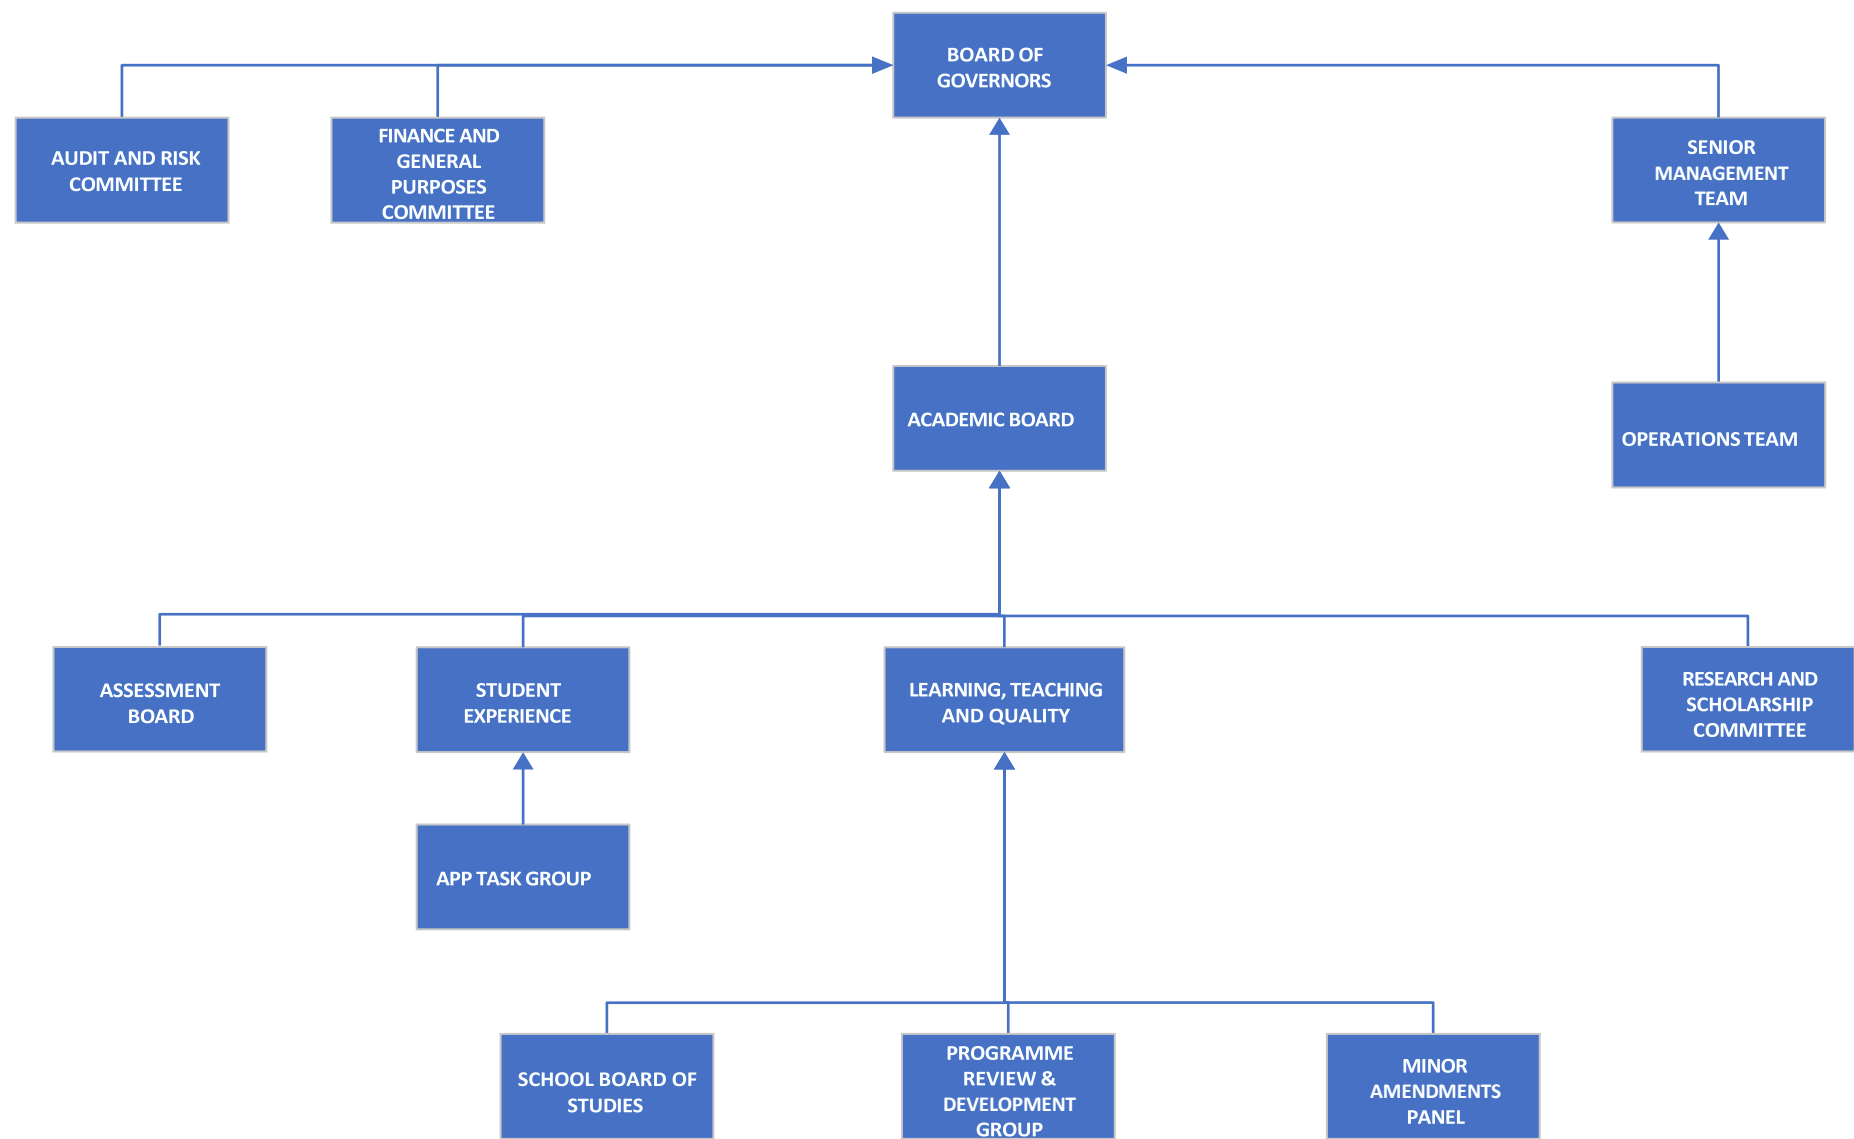 BOARD OF
GOVERNORS
AUDIT AND RISK
COMMITTEE
FINANCE AND
GENERAL
PURPOSES
COMMITTEE
SENIOR
MANAGEMENT
TEAM
ACADEMIC BOARD
OPERATIONS TEAM
ASSESSMENT
BOARD
STUDENT
EXPERIENCE
LEARNING, TEACHING
AND QUALITY
RESEARCH AND
SCHOLARSHIP
COMMITTEE
APP TASK GROUP
SCHOOL BOARD OF
STUDIES
PROGRAMME
REVIEW &
DEVELOPMENT
GROUP
MINOR
AMENDMENTS
PANEL